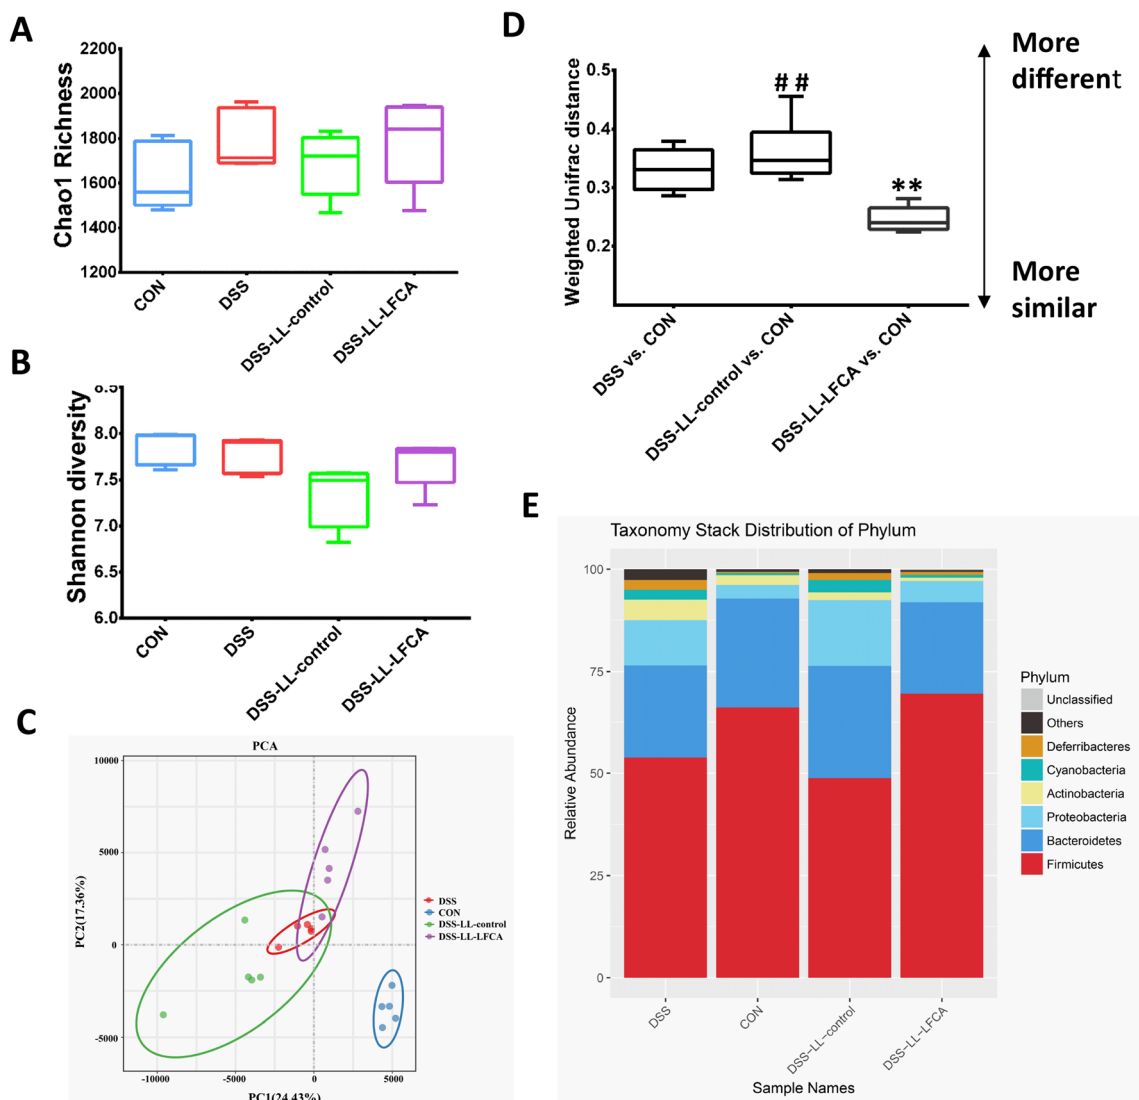 A
Chao1 Richness
2200
2000
1800
1600
1400
1200
CON
DSS
DSS-LL-control
DSS-LL-LFCA
B
Shannon diversity
8.5
8.0
7.5
7.0
6.5
6.0
CON
DSS
DSS-LL-control
DSS-LL-LFCA
C
PCA
PC2(17.36%)
10000
5000
0
-5000
-10000
-5000
0
5000
PC1(24.43%)
DSS
CON
DSS-LL-control
DSS-LL-LFCA
D
Weighted Unifrac distance
0.5
0.4
0.3
0.2
# #
**
DSS vs. CON
DSS-LL-control vs. CON
DSS-LL-LFCA vs. CON
More
different
More
similar
E
Taxonomy Stack Distribution of Phylum
Relative Abundance
100
75
50
25
0
DSS
CON
DSS-LL-control
DSS-LL-LFCA
Sample Names
Phylum
Unclassified
Others
Deferribacteres
Cyanobacteria
Actinobacteria
Proteobacteria
Bacteroidetes
Firmicutes